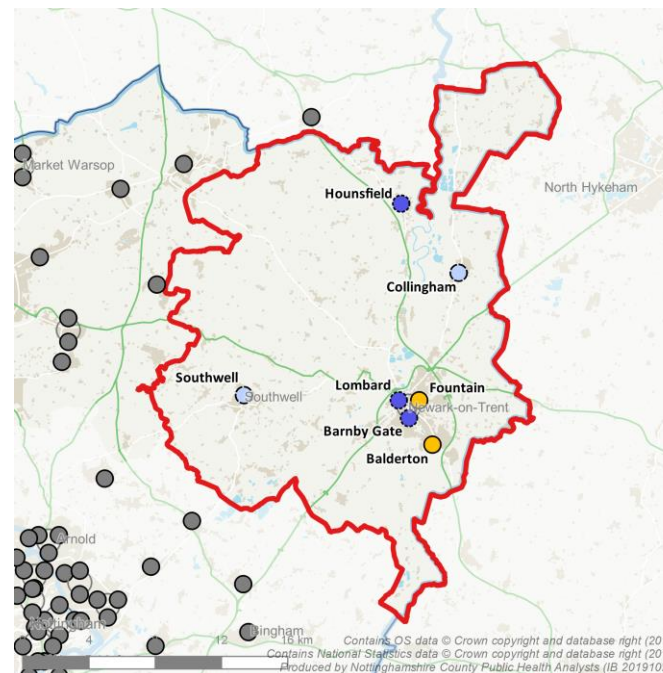 Market Warsop
North Hykeham
Hounsfield
Collingham
Southwell
Southwell
Lombard
Fountain
Newark-on-Trent
Barnby Gate
Balderton
Arnold
Nottingham
Bingham
4
12
16 km
Contains OS data © Crown copyright and database right (20
Contains National Statistics data © Crown copyright and database right (20
Produced by Nottinghamshire County Public Health Analysts (IB 201910